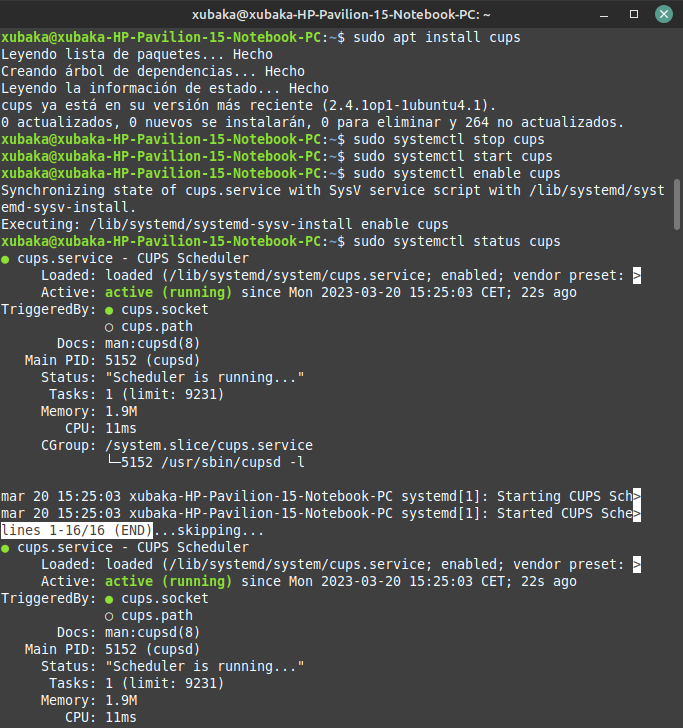 xubaka@xubaka-HP-Pavilion-15-Notebook-PC: ~
xubaka@xubaka-HP-Pavilion-15-Notebook-PC:~$ sudo apt install cups
Leyendo lista de paquetes... Hecho
Creando árbol de dependencias... Hecho
Leyendo la información de estado... Hecho
cups ya está en su versión más reciente (2.4.1op1-1ubuntu4.1).
0 actualizados, 0 nuevos se instalarán, 0 para eliminar y 264 no actualizados.
xubaka@xubaka-HP-Pavilion-15-Notebook-PC:~$ sudo systemctl stop cups
xubaka@xubaka-HP-Pavilion-15-Notebook-PC:~$ sudo systemctl start cups
xubaka@xubaka-HP-Pavilion-15-Notebook-PC:~$ sudo systemctl enable cups
Synchronizing state of cups.service with SysV service script with /lib/systemd/syst
emd-sysv-install.
Executing: /lib/systemd/systemd-sysv-install enable cups
xubaka@xubaka-HP-Pavilion-15-Notebook-PC:~$ sudo systemctl status cups
● cups.service - CUPS Scheduler
     Loaded: loaded (/lib/systemd/system/cups.service; enabled; vendor preset: >
     Active: active (running) since Mon 2023-03-20 15:25:03 CET; 22s ago
TriggeredBy: ● cups.socket
             ○ cups.path
       Docs: man:cupsd(8)
   Main PID: 5152 (cupsd)
     Status: "Scheduler is running..."
      Tasks: 1 (limit: 9231)
     Memory: 1.9M
        CPU: 11ms
     CGroup: /system.slice/cups.service
             └─5152 /usr/sbin/cupsd -l
mar 20 15:25:03 xubaka-HP-Pavilion-15-Notebook-PC systemd[1]: Starting CUPS Sch>
mar 20 15:25:03 xubaka-HP-Pavilion-15-Notebook-PC systemd[1]: Started CUPS Sche>
lines 1-16/16 (END)...skipping...
● cups.service - CUPS Scheduler
     Loaded: loaded (/lib/systemd/system/cups.service; enabled; vendor preset: >
     Active: active (running) since Mon 2023-03-20 15:25:03 CET; 22s ago
TriggeredBy: ● cups.socket
             ○ cups.path
       Docs: man:cupsd(8)
   Main PID: 5152 (cupsd)
     Status: "Scheduler is running..."
      Tasks: 1 (limit: 9231)
     Memory: 1.9M
        CPU: 11ms